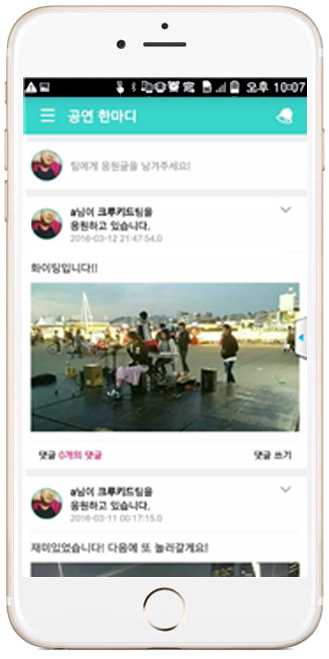 오후 10:07
공연 한마디
팀에게 응원글을 남겨주세요!
a님이 크루키드팀을
응원하고 있습니다.
2016-03-12 21:47:54.0
화이팅입니다!!
댓글 0개의 댓글
댓글 쓰기
a님이 크루키드팀을
응원하고 있습니다.
2016-03-11 00:17:15.0
재미있었습니다! 다음에 또 놀러갈게요!